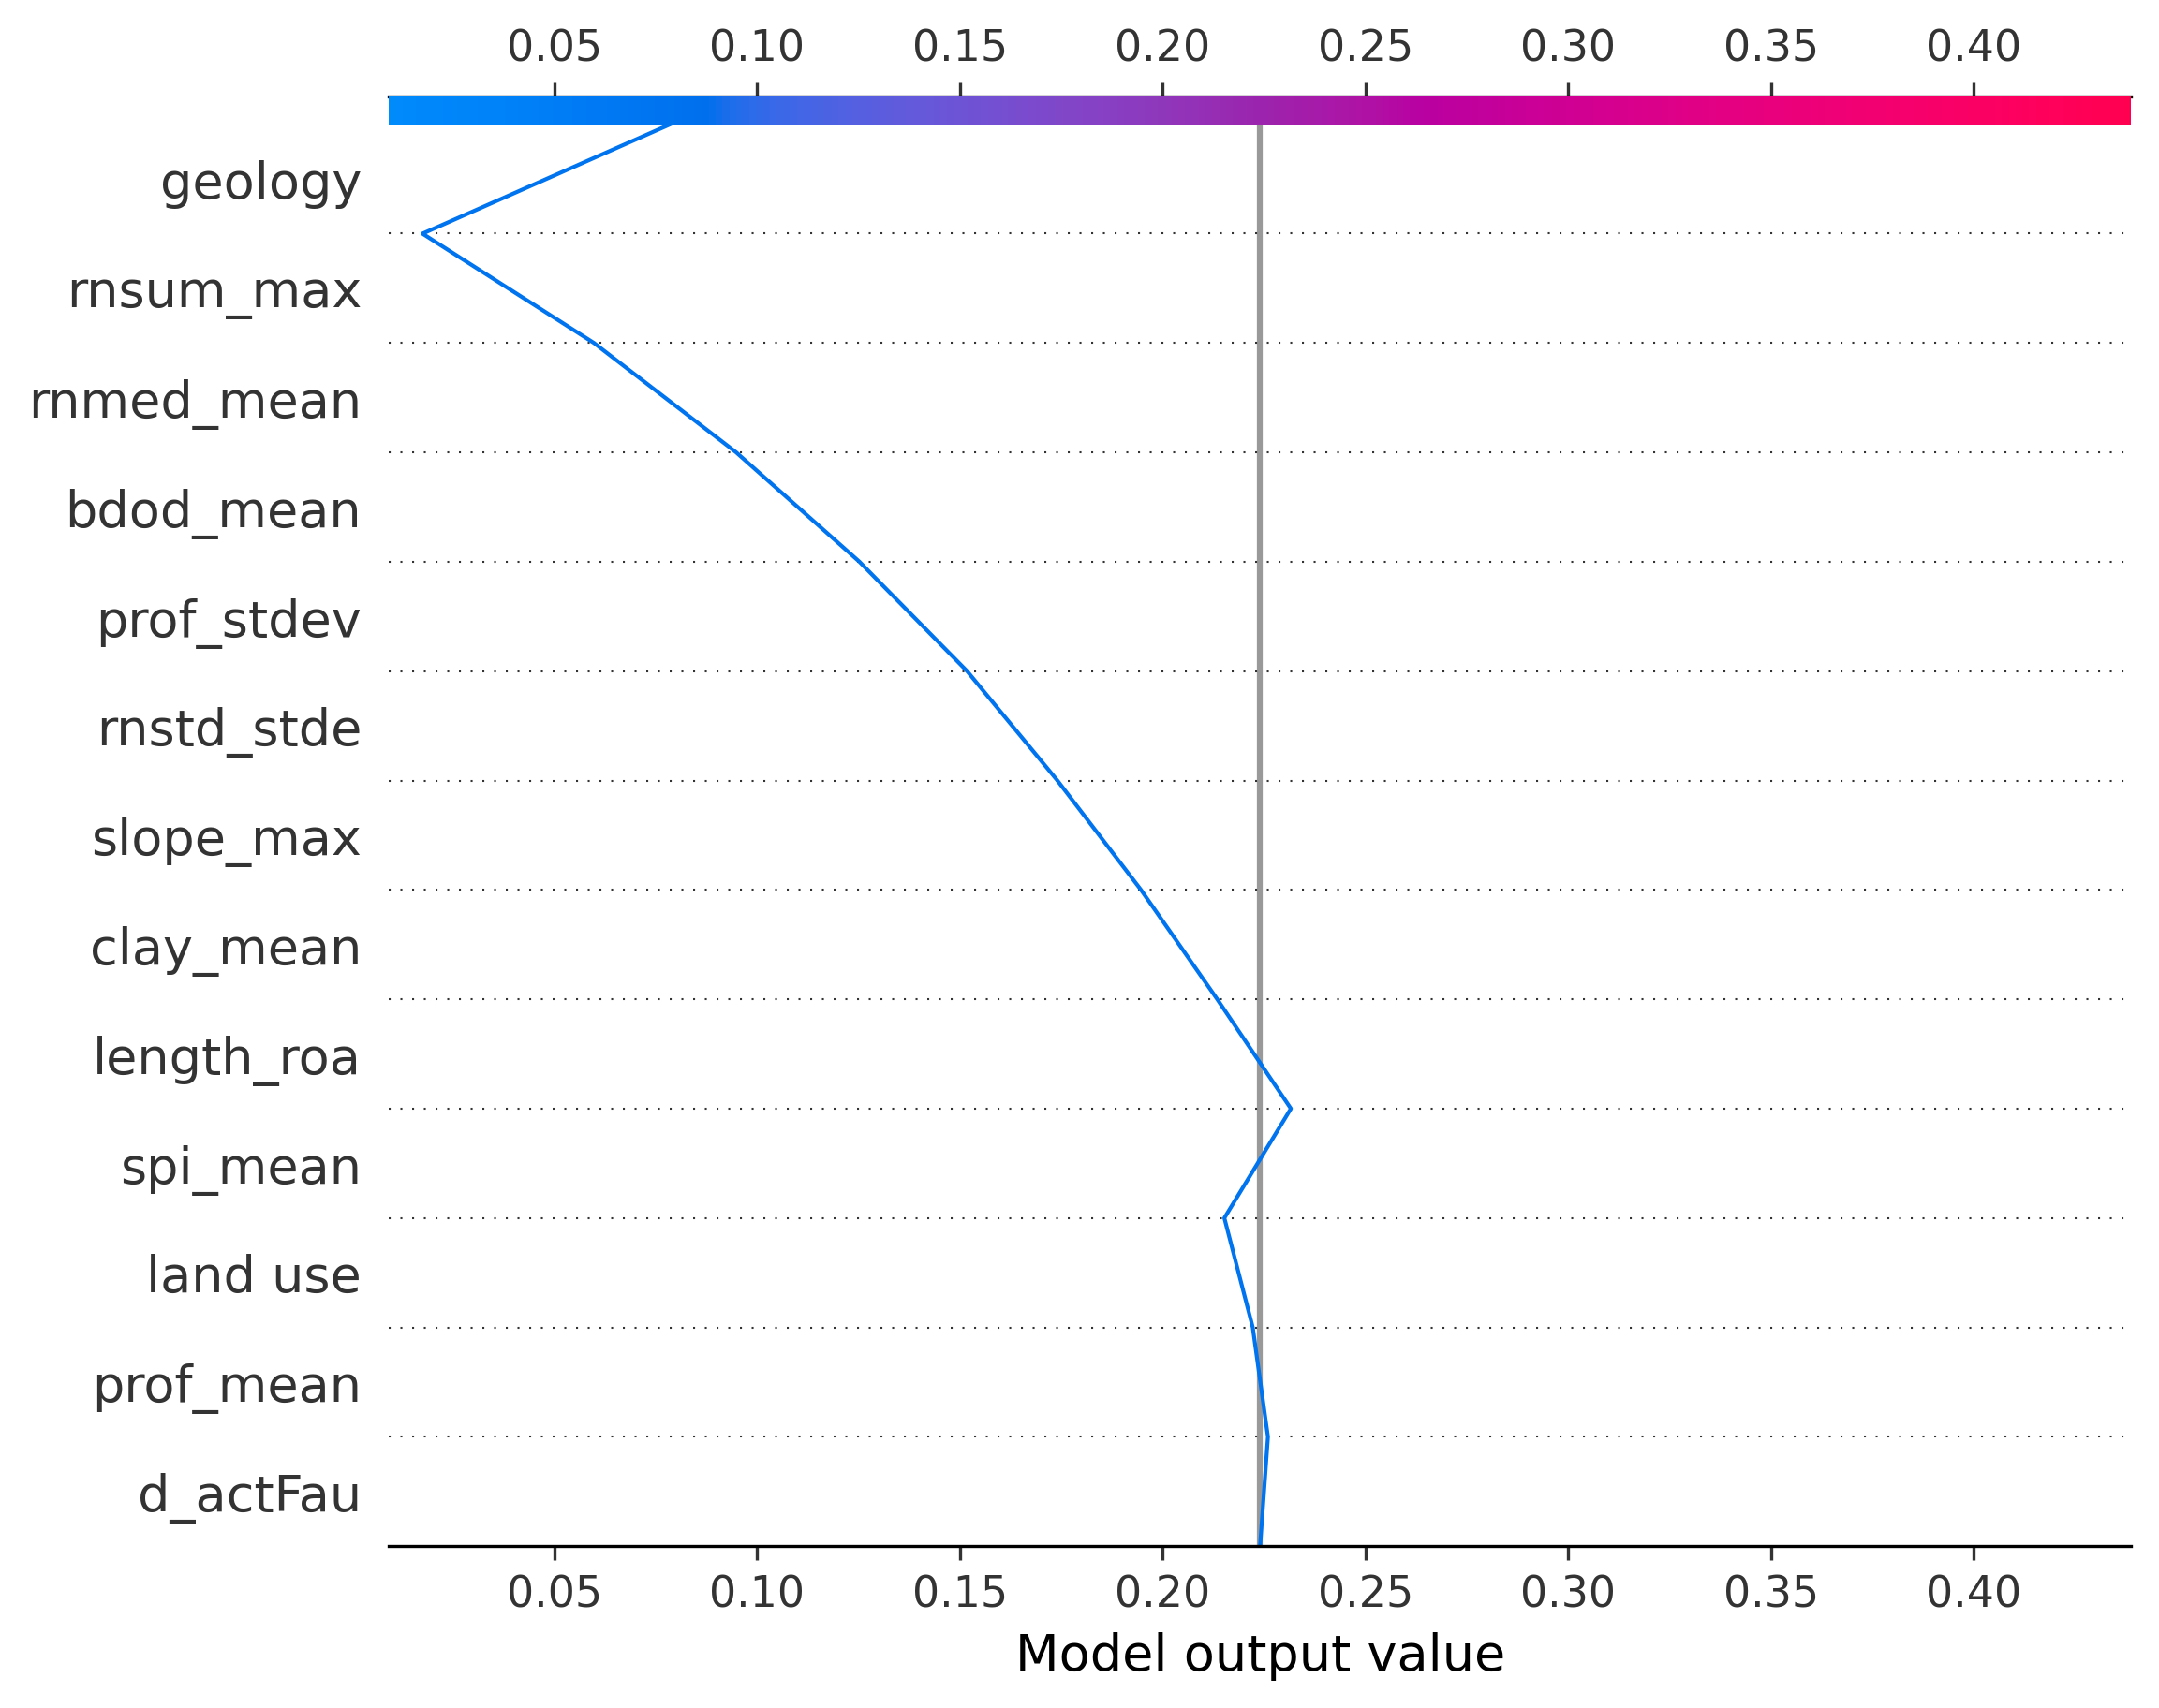 0.05 0.10 0.15 0.20 0.25 0.30 0.35 0.40
geology
rnsum_max
rnmed_mean
bdod_mean
prof_stdev
rnstd_stde
slope_max
clay_mean
length_roa
spi_mean
land use
prof_mean
d_actFau
0.05 0.10 0.15 0.20 0.25 0.30 0.35 0.40
Model output value